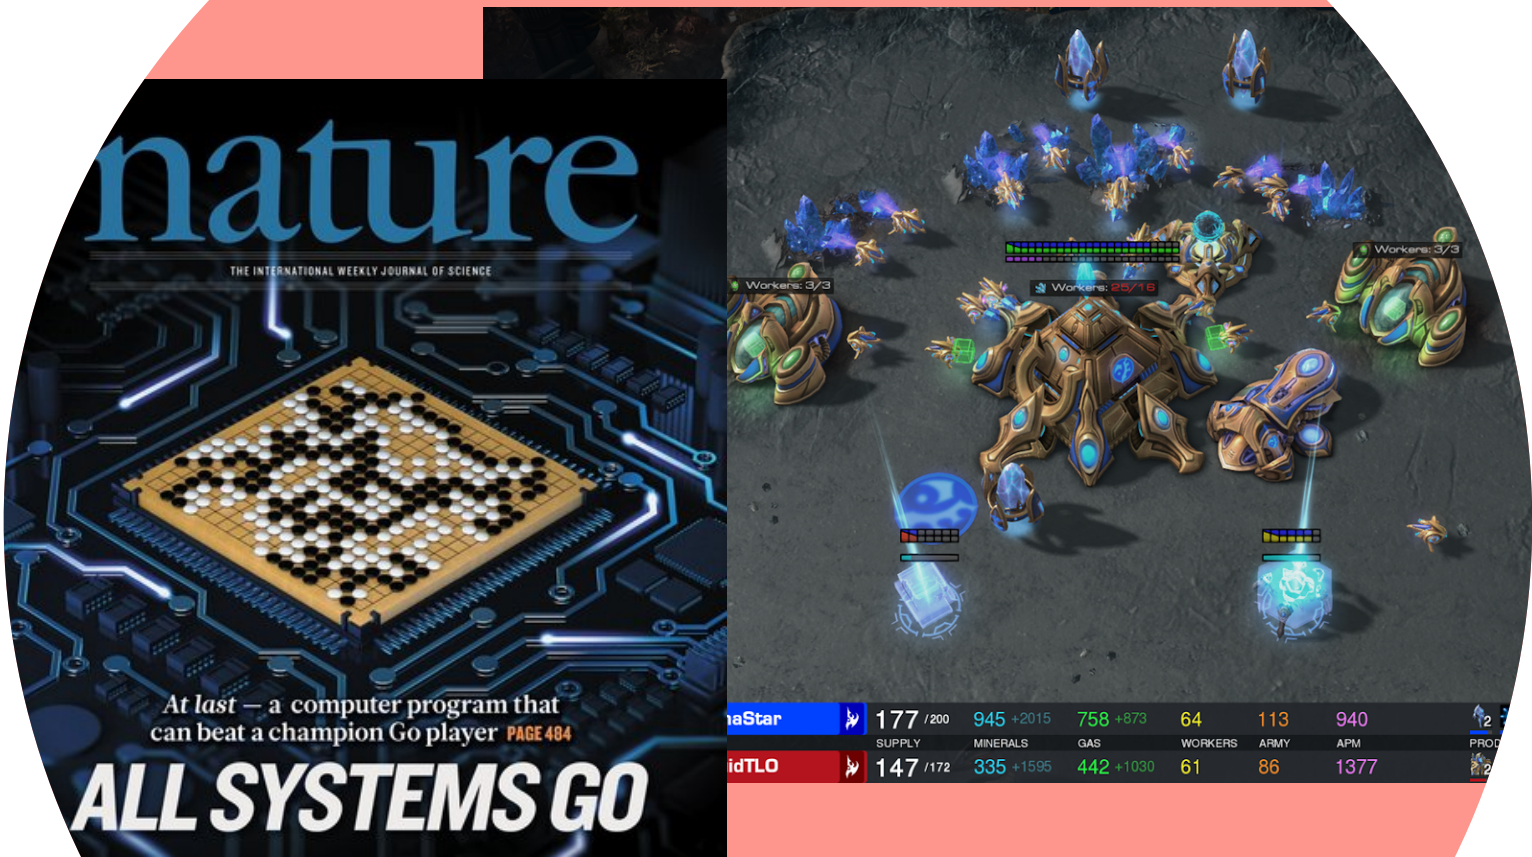 nature
THE INTERNATIONAL WEEKLY JOURNAL OF SCIENCE
At last — a computer program that
can beat a champion Go player PAGE 484
ALL SYSTEMS GO
Workers: 3/3
Workers: 3/3
Workers: 25/16
haStar 177 /200 945 +2015 758 +873 64 113 940 2
SUPPLY MINERALS GAS WORKERS ARMY APM PROD
idTLO 147 /172 335 +1595 442 +1030 61 86 1377 2